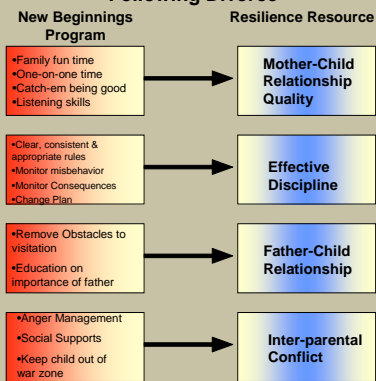 New Beginnings
Program
Resilience Resource
•Family fun time
•One-on-one time
•Catch-em being good
•Listening skills
Mother-Child
Relationship
Quality
•Clear, consistent &
appropriate rules
•Monitor misbehavior
•Monitor Consequences
•Change Plan
Effective
Discipline
•Remove Obstacles to
visitation
•Education on
importance of father
Father-Child
Relationship
•Anger Management
•Social Supports
•Keep child out of
war zone
Inter-parental
Conflict